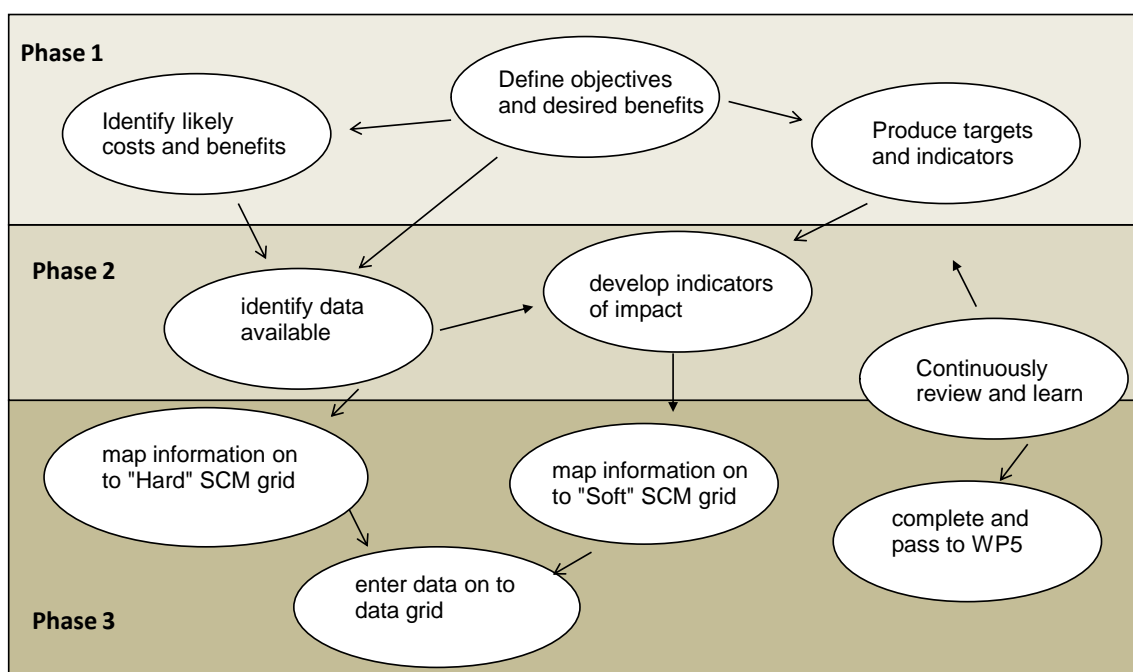 Phase 1
Define objectives
and desired benefits
Identify likely
costs and benefits
Produce targets
and indicators
Phase 2
develop indicators
of impact
identify data
available
Continuously
review and learn
map information on
to "Hard" SCM grid
map information on
to "Soft" SCM grid
complete and
pass to WP5
enter data on to
data grid
Phase 3